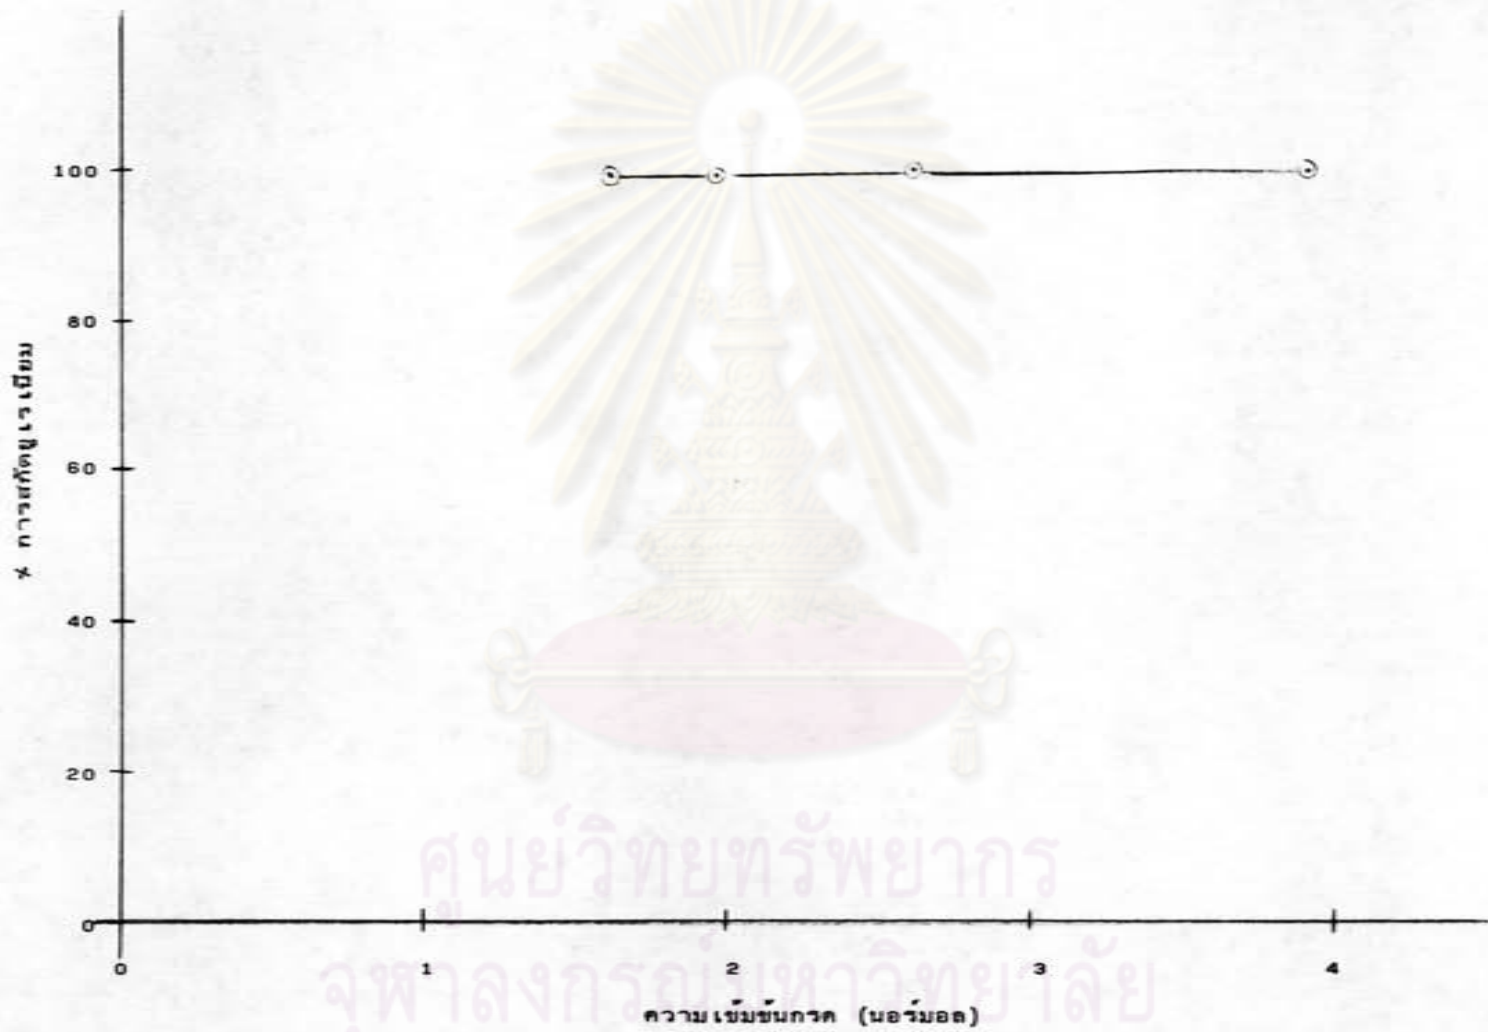 100
80
60
40
20
0
% การสกัดยูเรเนียม
0 1 2 3 4
ความเข้มข้นกรด (นอร์มอล)
ศูนย์วิทยทรัพยากร
จุฬาลงกรณ์มหาวิทยาลัย